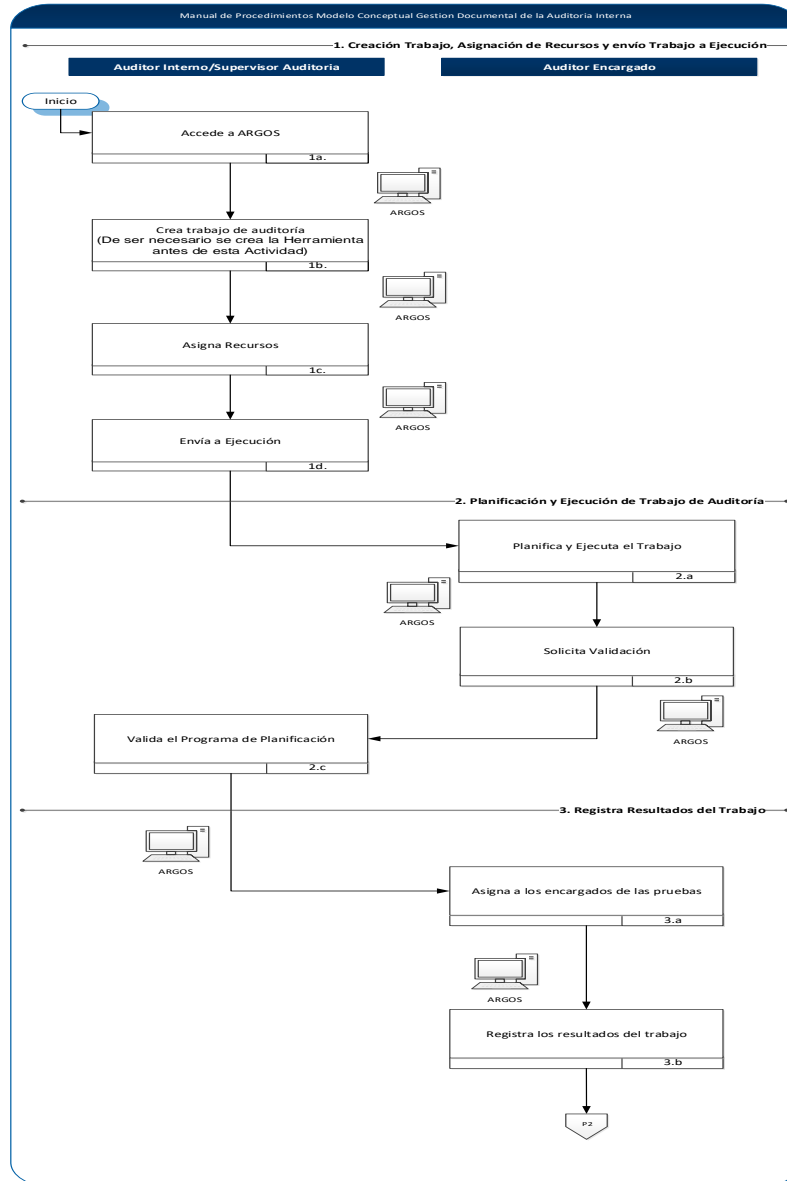 Manual de Procedimientos Modelo Conceptual Gestion Documental de la Auditoria Interna
1. Creación Trabajo, Asignación de Recursos y envío Trabajo a Ejecución
Auditor Interno/Supervisor Auditoria
Auditor Encargado
Inicio
Accede a ARGOS
1a.
ARGOS
Crea trabajo de auditoría
(De ser necesario se crea la Herramienta
antes de esta Actividad)
1b.
ARGOS
Asigna Recursos
1c.
ARGOS
Envía a Ejecución
1d.
2. Planificación y Ejecución de Trabajo de Auditoría
Planifica y Ejecuta el Trabajo
2.a
ARGOS
Solicita Validación
2.b
ARGOS
Valida el Programa de Planificación
2.c
3. Registra Resultados del Trabajo
ARGOS
Asigna a los encargados de las pruebas
3.a
ARGOS
Registra los resultados del trabajo
3.b
P2